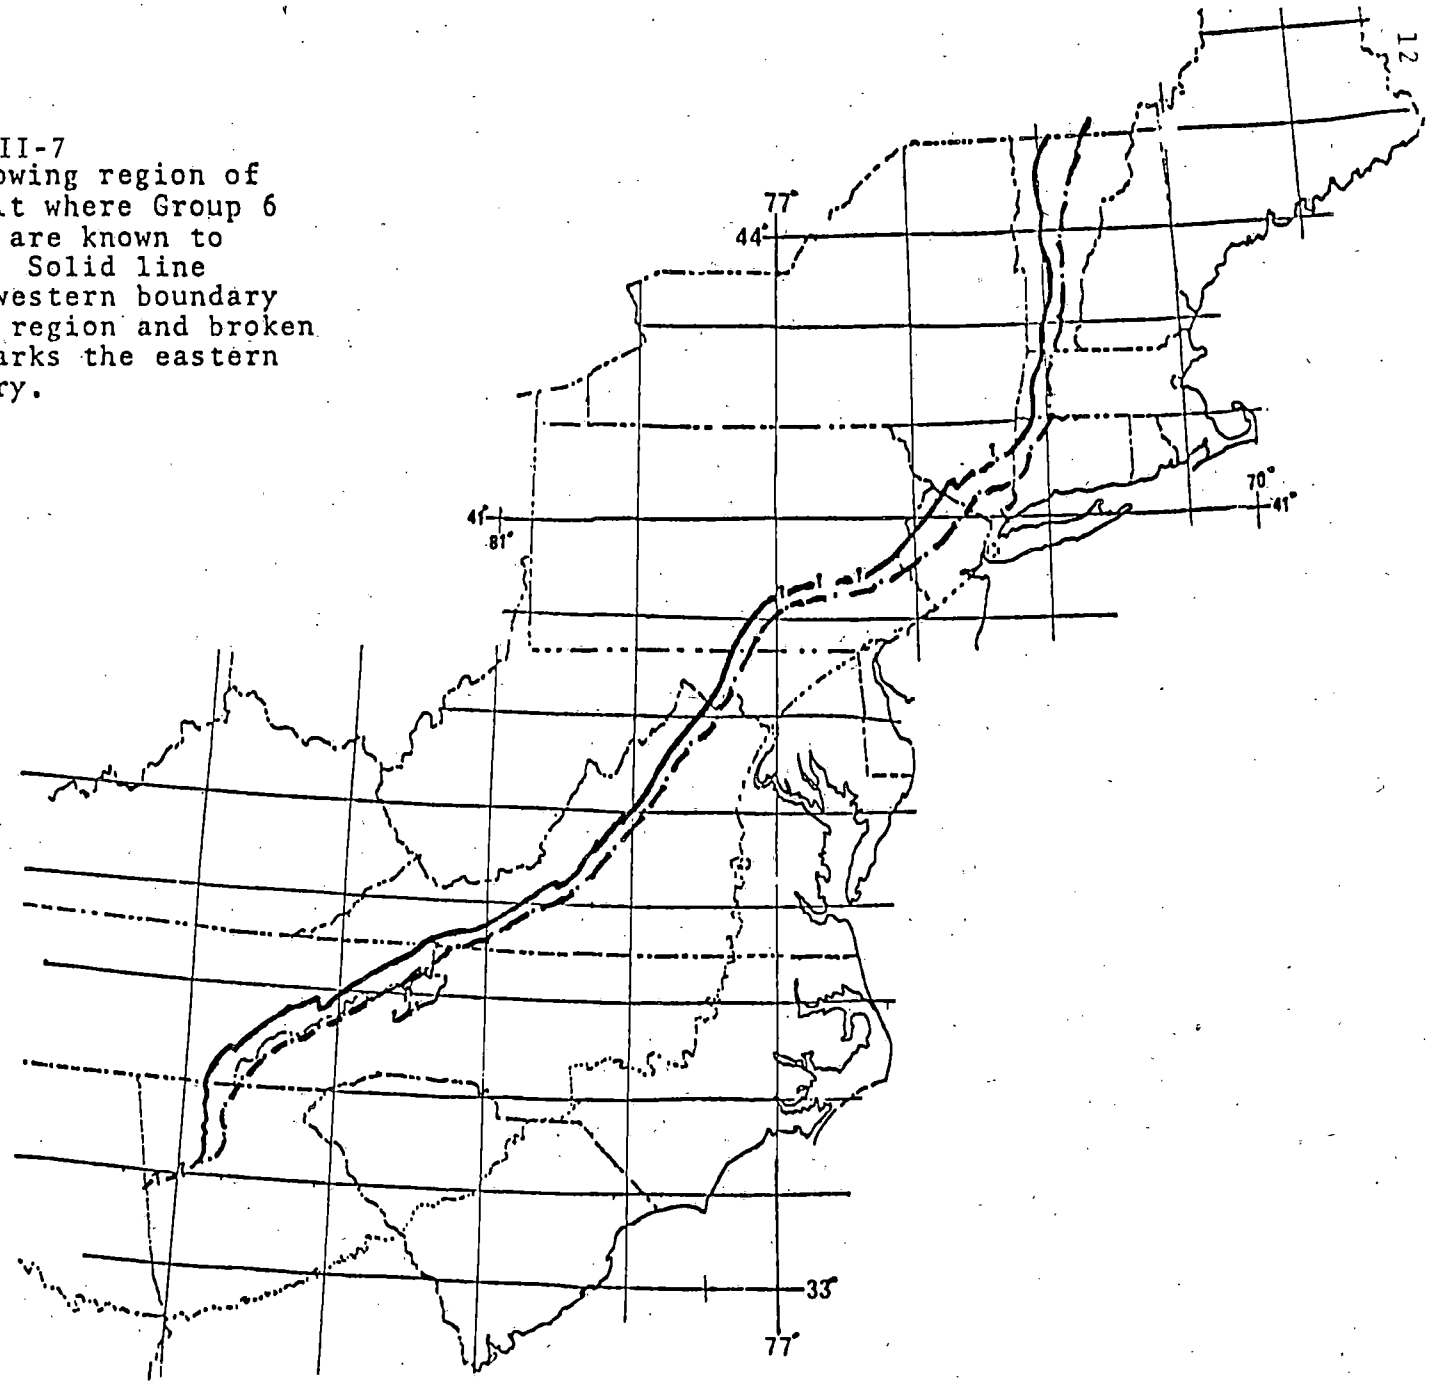 12
II-7
owing region of
lt where Group 6
are known to
Solid line
western boundary
region and broken
arks the eastern
ry.
77°
44°
41°
81°
70°
41°
33°
77°